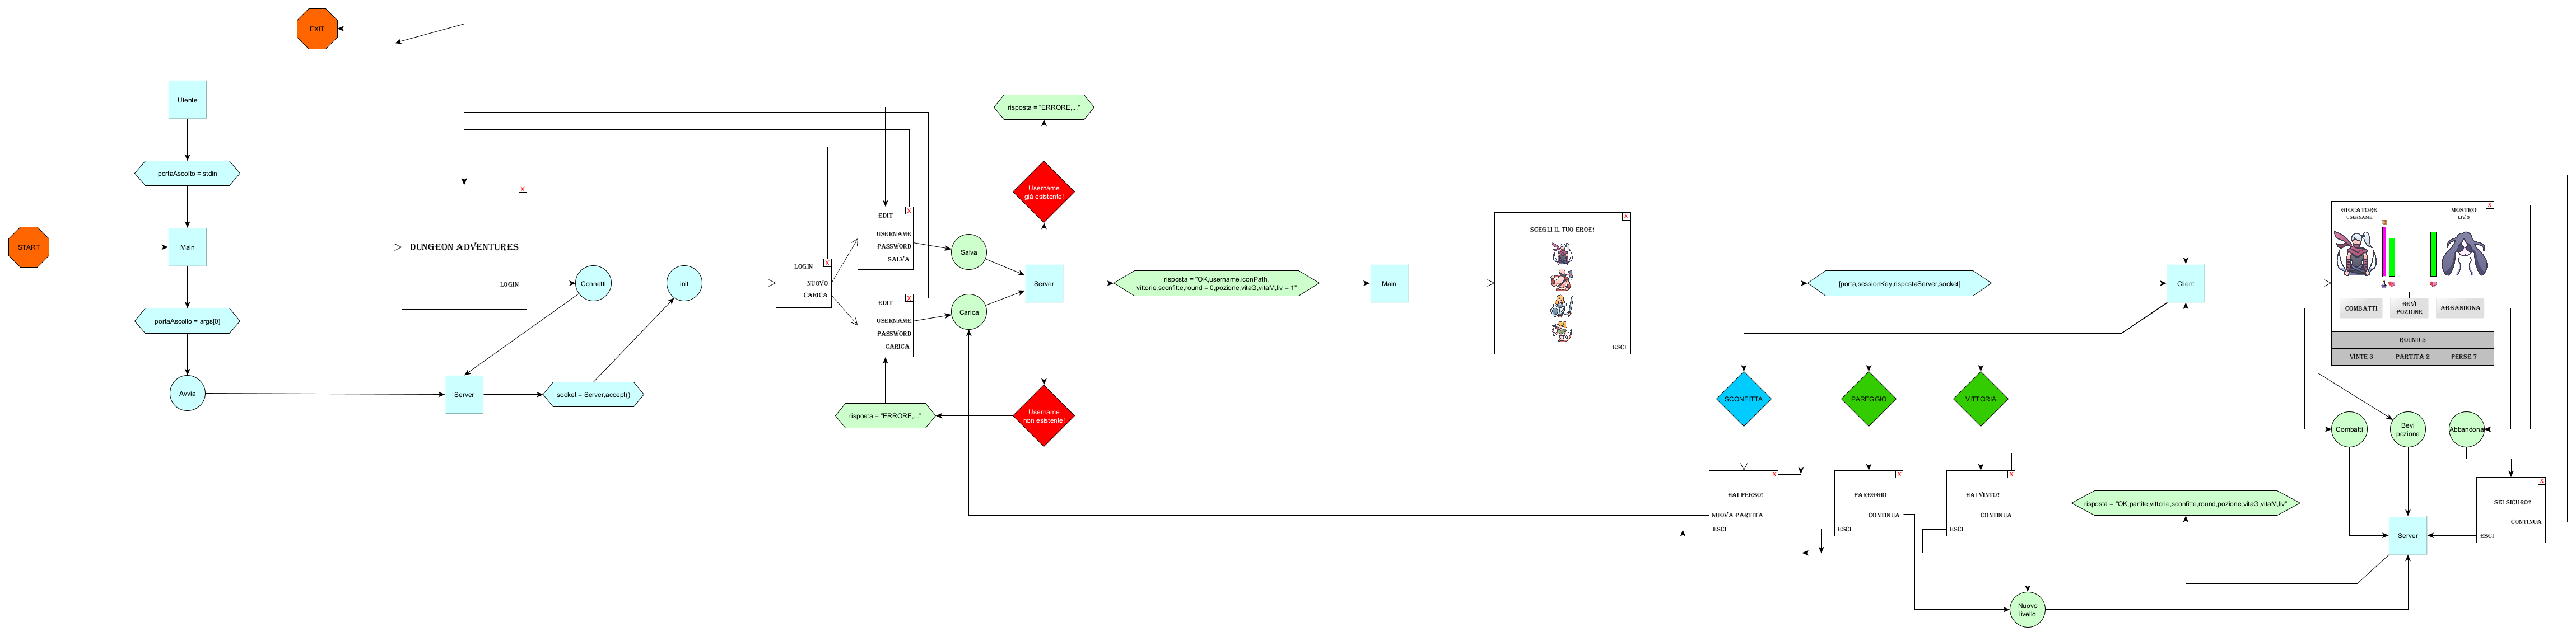 EXIT
Utente
portaAscolto = stdin
START
Main
portaAscolto = args[0]
Avvia
X
DUNGEON ADVENTURES
LOGIN
Connetti
Server
socket = Server,accept()
init
X
LOGIN
NUOVO
CARICA
X
EDIT
USERNAME
PASSWORD
SALVA
X
EDIT
USERNAME
PASSWORD
CARICA
Salva
Carica
risposta = "ERRORE,..."
Username
già esistente!
Server
Username
non esistente!
risposta = "ERRORE,..."
risposta = "OK,username,iconPath,
vittorie,sconfitte,round = 0,pozione,vitaG,vitaM,liv = 1"
Main
X
SCEGLI IL TUO EROE!
ESCI
[porta,sessionKey,rispostaServer,socket]
Client
SCONFITTA
PAREGGIO
VITTORIA
X
HAI PERSO!
NUOVA PARTITA
ESCI
X
PAREGGIO
CONTINUA
ESCI
X
HAI VINTO!
CONTINUA
ESCI
Nuovo
livello
risposta = "OK,partite,vittorie,sconfitte,round,pozione,vitaG,vitaM,liv"
X
GIOCATORE
USERNAME
MOSTRO
LIV.3
COMBATTI
BEVI
POZIONE
ABBANDONA
ROUND 5
VINTE 3
PARTITA 2
PERSE 7
Combatti
Bevi
pozione
Abbandona
X
SEI SICURO?
CONTINUA
ESCI
Server